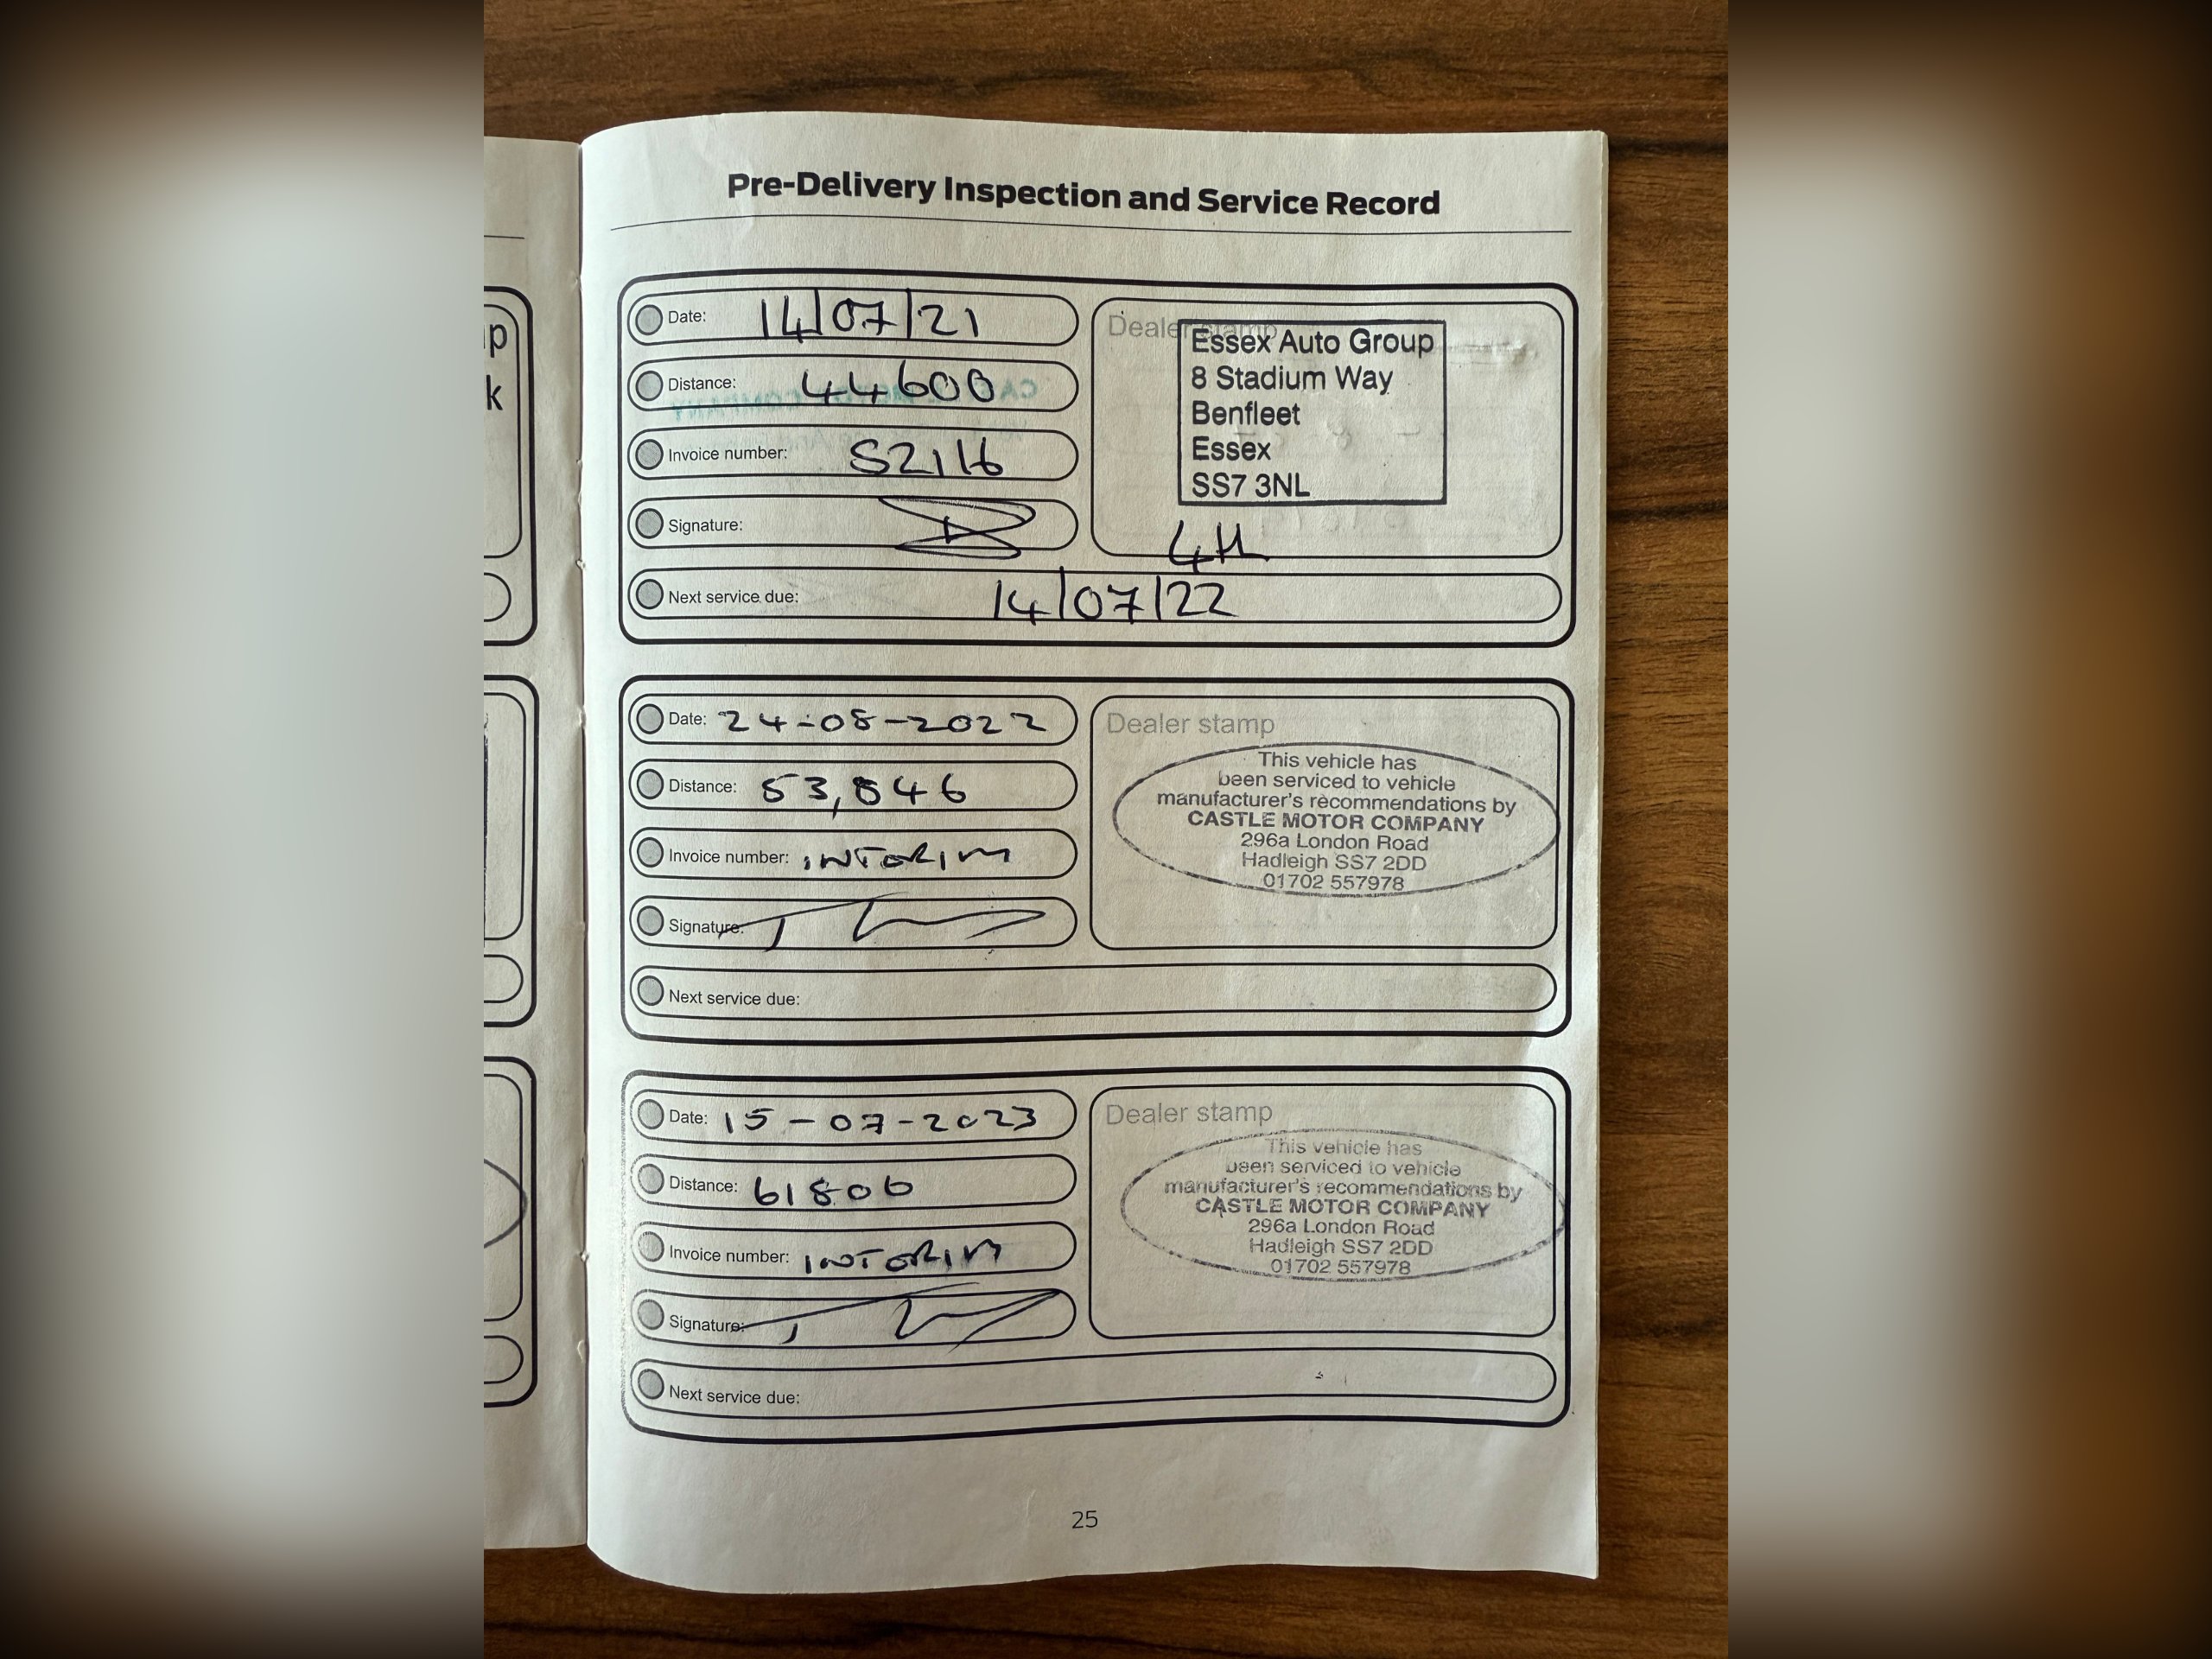 p
k
Pre-Delivery Inspection and Service Record
Date: 14/07/21
Distance: 44600
Invoice number: S2116
Signature:
Next service due: 14/07/22
Dealer stamp
Essex Auto Group
8 Stadium Way
Benfleet
Essex
SS7 3NL
Date: 24-08-2022
Distance: 53,846
Invoice number: INTERIM
Signature:
Next service due:
Dealer stamp
This vehicle has
been serviced to vehicle
manufacturer's recommendations by
CASTLE MOTOR COMPANY
296a London Road
Hadleigh SS7 2DD
01702 557978
Date: 15-07-2023
Distance: 61806
Invoice number: INTERIM
Signature:
Next service due:
Dealer stamp
This vehicle has
been serviced to vehicle
manufacturer's recommendations by
CASTLE MOTOR COMPANY
296a London Road
Hadleigh SS7 2DD
01702 557978
25